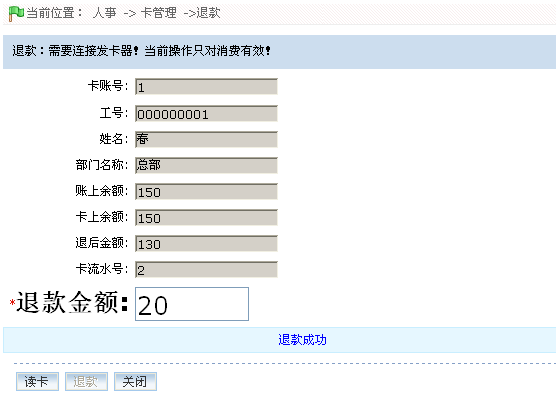 当前位置： 人事 -> 卡管理 ->退款
退款：需要连接发卡器！当前操作只对消费有效！
卡账号： 1
工号： 000000001
姓名： 春
部门名称： 总部
账上余额： 150
卡上余额： 150
退后金额： 130
卡流水号： 2
*退款金额： 20
退款成功
读卡 退款 关闭